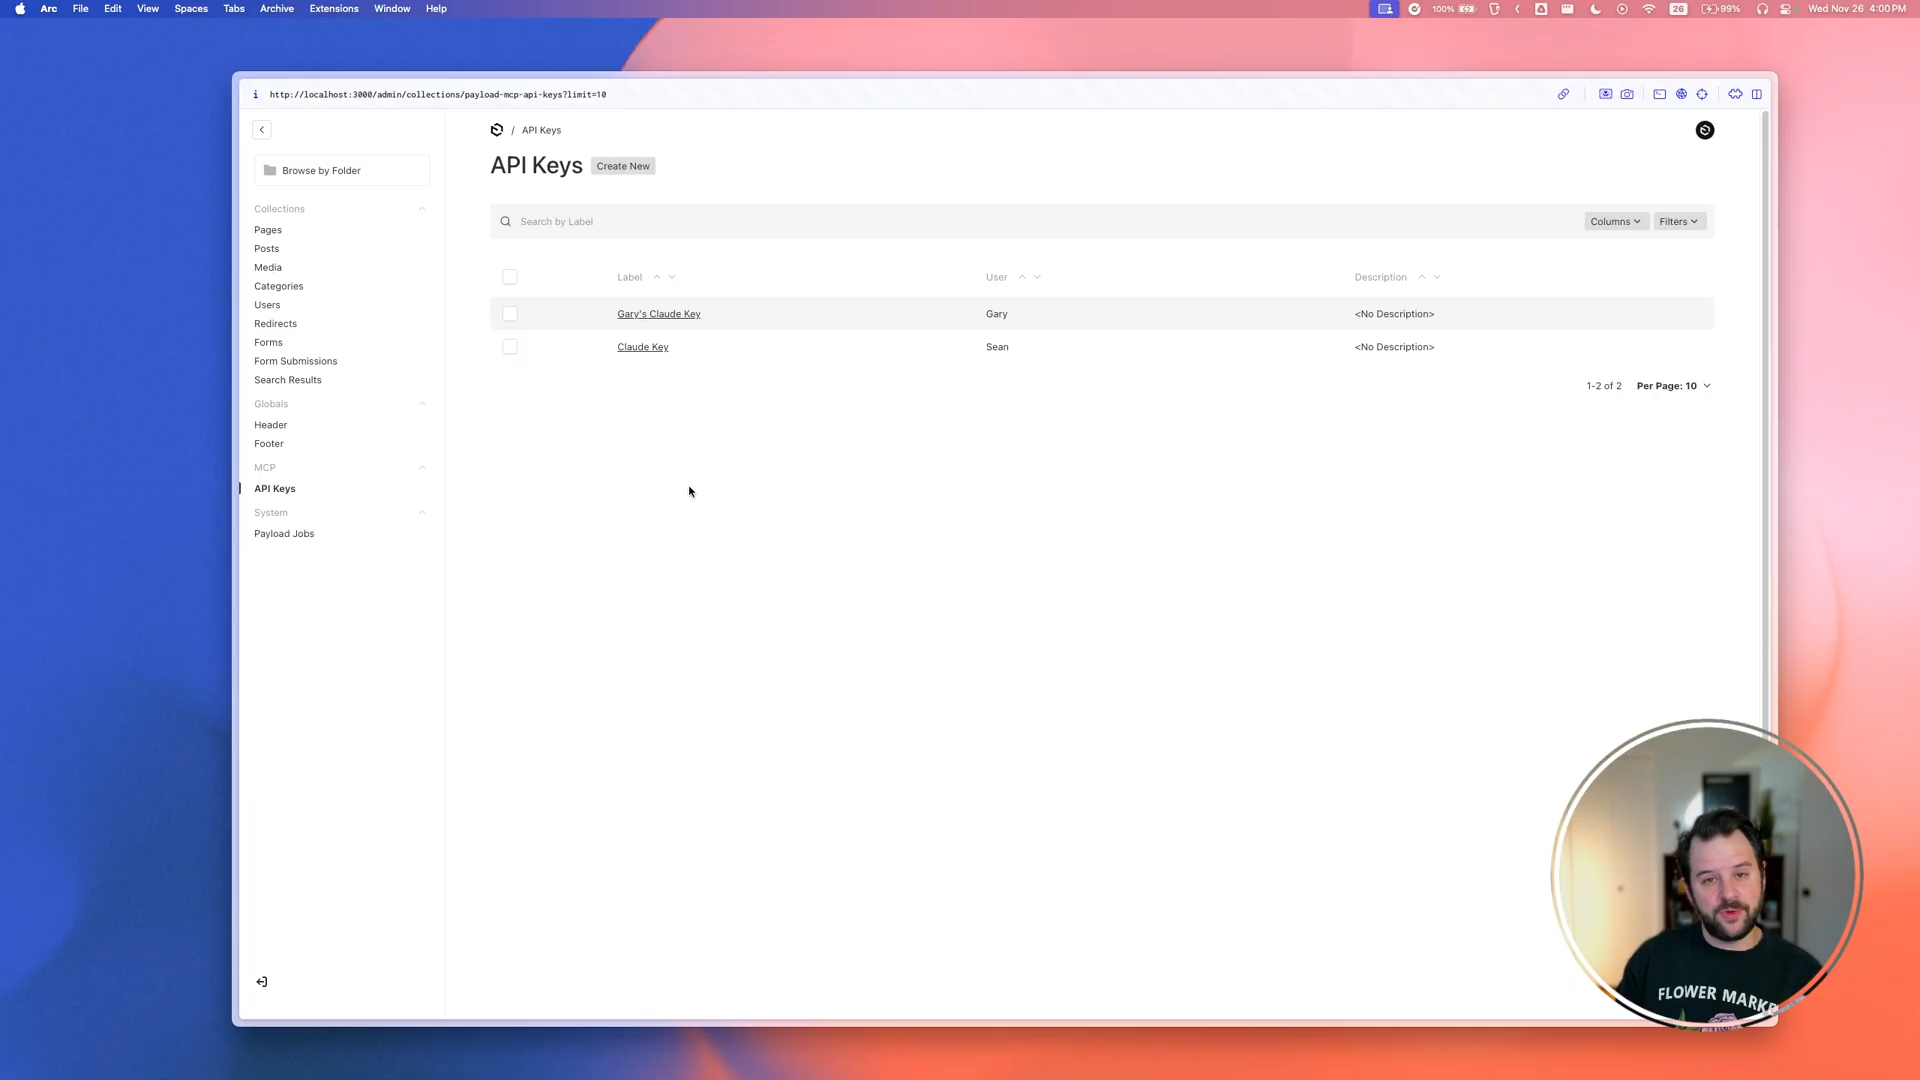 Arc File Edit View Spaces Tabs Archive Extensions Window Help
100% 26 99% Wed Nov 26 4:00 PM
http://localhost:3000/admin/collections/payload-mcp-api-keys?limit=10
/ API Keys
Browse by Folder
API Keys Create New
Collections
Search by Label Columns Filters
Pages
Posts
Media
Categories
Users
Redirects
Forms
Form Submissions
Search Results
Globals
Header
Footer
MCP
API Keys
System
Payload Jobs
Label User Description
Gary's Claude Key Gary <No Description>
Claude Key Sean <No Description>
1-2 of 2 Per Page: 10
FLOWER MARKE